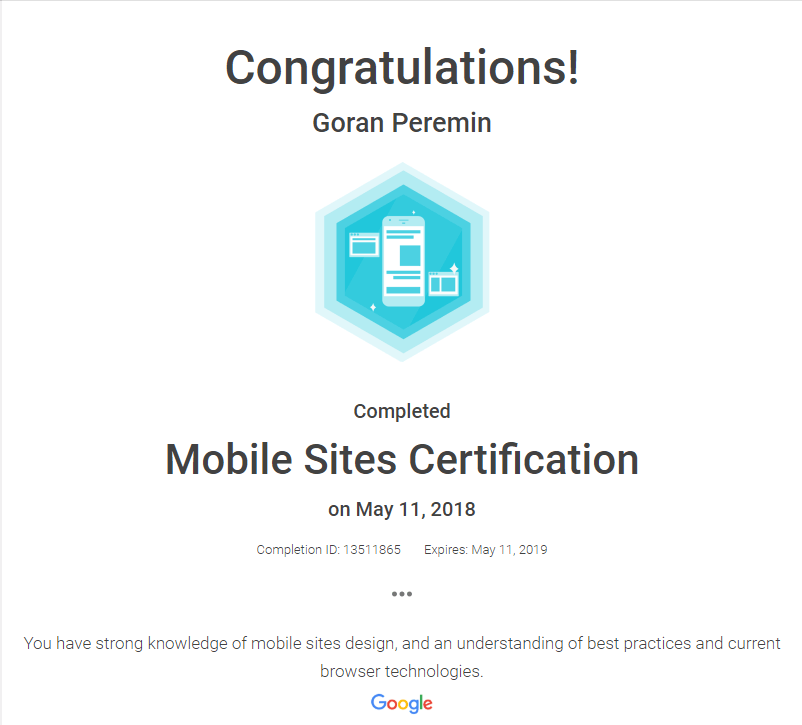 Congratulations!
Goran Peremin
Completed
Mobile Sites Certification
on May 11, 2018
Completion ID: 13511865 Expires: May 11, 2019
•••
You have strong knowledge of mobile sites design, and an understanding of best practices and current
browser technologies.
Google